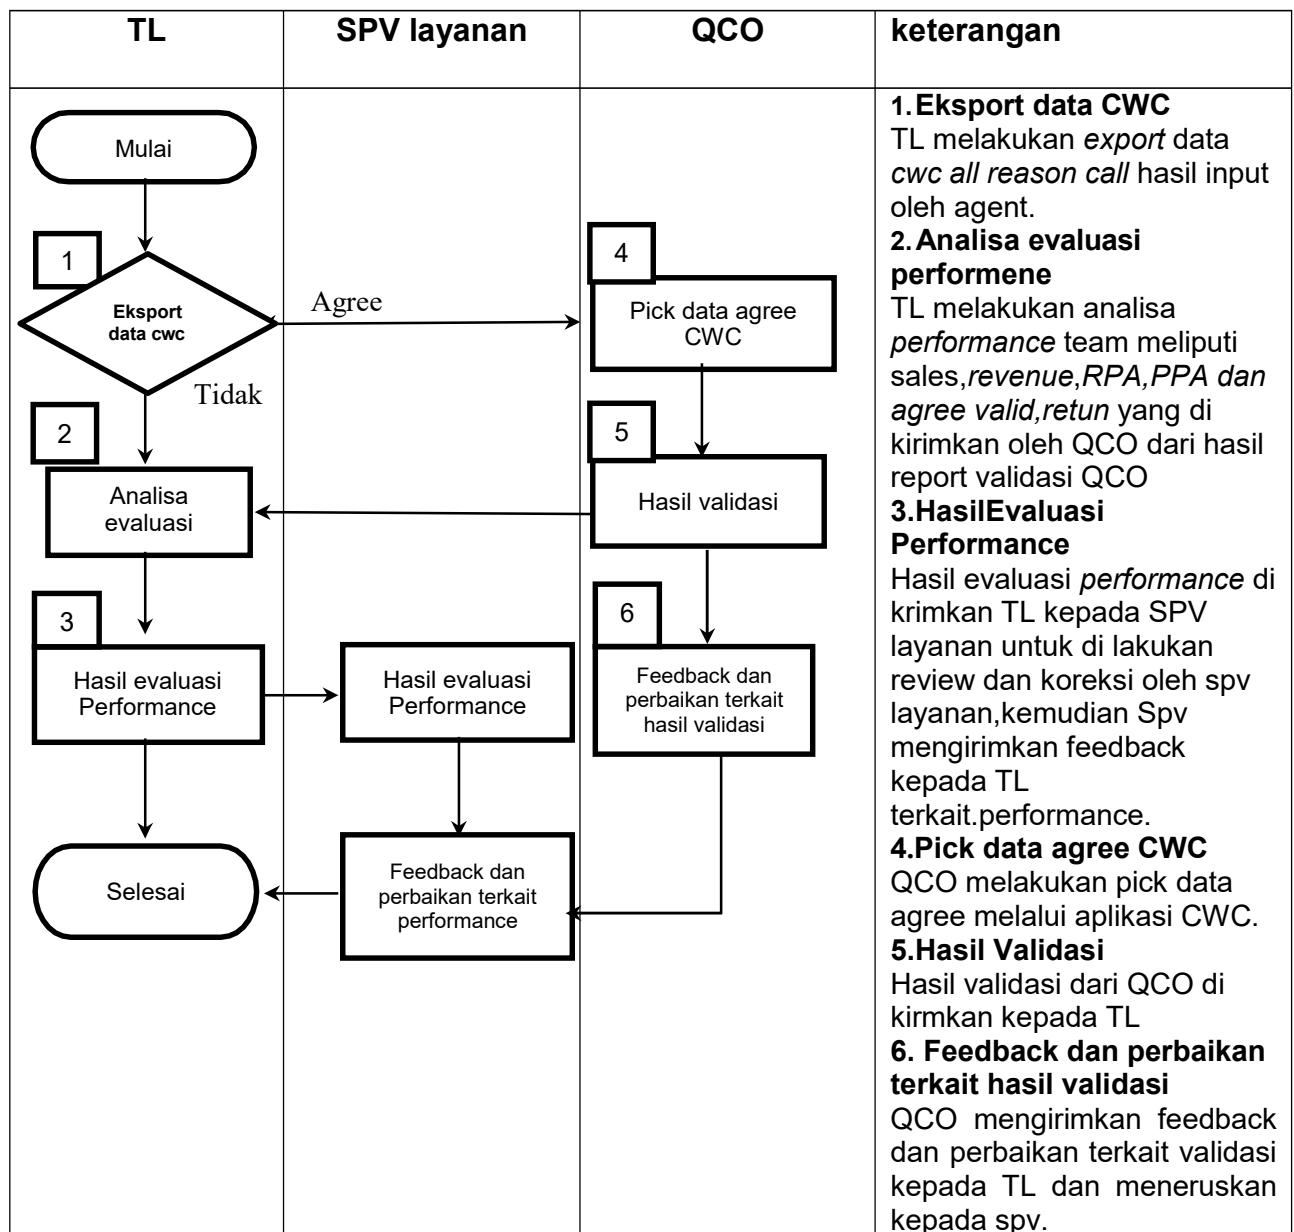 TL
SPV layanan
QCO
keterangan
Mulai
1
Eksport
data cwc
Agree
Tidak
2
Analisa
evaluasi
3
Hasil evaluasi
Performance
Selesai
Hasil evaluasi
Performance
Feedback dan
perbaikan terkait
performance
4
Pick data agree
CWC
5
Hasil validasi
6
Feedback dan
perbaikan terkait
hasil validasi
1.Eksport data CWC
TL melakukan export data
cwc all reason call hasil input
oleh agent.
2.Analisa evaluasi
performene
TL melakukan analisa
performance team meliputi
sales,revenue,RPA,PPA dan
agree valid,retun yang di
kirimkan oleh QCO dari hasil
report validasi QCO
3.HasilEvaluasi
Performance
Hasil evaluasi performance di
krimkan TL kepada SPV
layanan untuk di lakukan
review dan koreksi oleh spv
layanan,kemudian Spv
mengirimkan feedback
kepada TL
terkait.performance.
4.Pick data agree CWC
QCO melakukan pick data
agree melalui aplikasi CWC.
5.Hasil Validasi
Hasil validasi dari QCO di
kirmkan kepada TL
6. Feedback dan perbaikan
terkait hasil validasi
QCO mengirimkan feedback
dan perbaikan terkait validasi
kepada TL dan meneruskan
kepada spv.